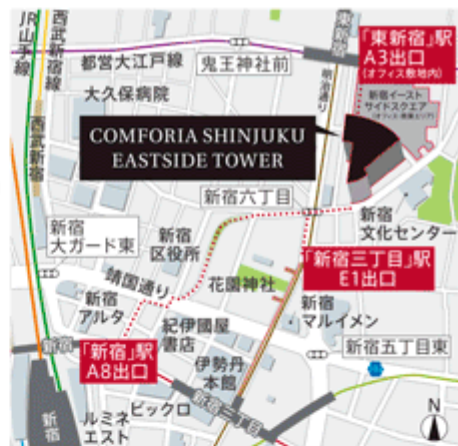 JR山手線
西武新宿線
都営大江戸線
鬼王神社前
東新宿
「東新宿」駅
A3出口
(オフィス敷地内)
明治通り
新宿イースト
サイドスクエア
大久保病院
COMFORIA SHINJUKU
EASTSIDE TOWER
西武新宿
新宿六丁目
新宿
文化センター
新宿
大ガード東
新宿
区役所
「新宿三丁目」駅
E1出口
靖国通り
花園神社
新宿
アルタ
紀伊國屋
書店
新宿
マルイメン
新宿五丁目東
新宿
「新宿」駅
A8出口
伊勢丹
本館
新宿三丁目
ビックロ
新宿
ルミネ
エスト
N